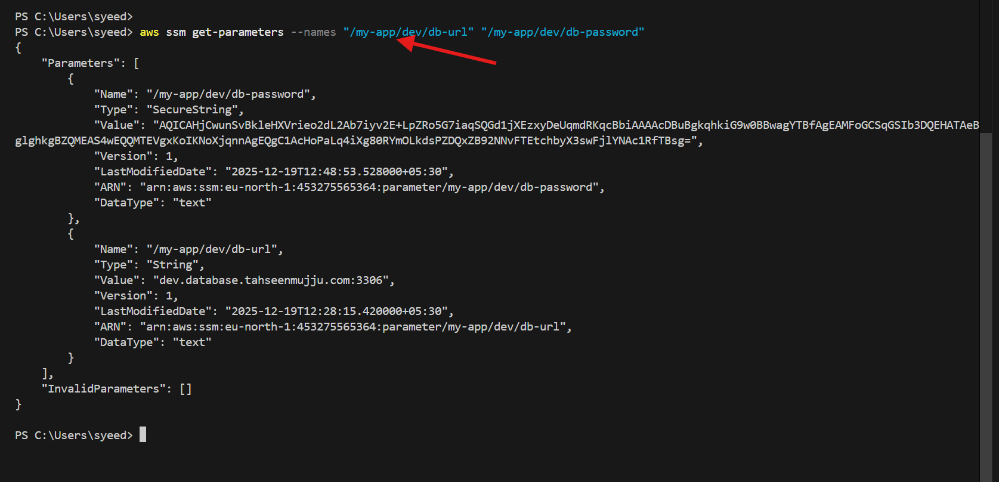 PS C:\Users\syeed>
PS C:\Users\syeed> aws ssm get-parameters --names "/my-app/dev/db-url" "/my-app/dev/db-password"
{
    "Parameters": [
        {
            "Name": "/my-app/dev/db-password",
            "Type": "SecureString",
            "Value": "AQICAHjCwunSvBkleHXVrieo2dL2Ab7iyv2E+LpZRo5G7iaqSQGd1jXEzxyDeUqmdRKqcBbiAAAAcDBuBgkqhkiG9w0BBwagYTBfAgEAMFoGCSqGSIb3DQEHATAeB
glghkgBZQMEAS4wEQQMTEVgxKoIKNoXjqnnAgEQgC1AcHoPaLq4iXg80RYmOLkdsPZDQxZB92NNvFTEtchbyX3swFjlYNAc1RfTBsg=",
            "Version": 1,
            "LastModifiedDate": "2025-12-19T12:48:53.528000+05:30",
            "ARN": "arn:aws:ssm:eu-north-1:453275565364:parameter/my-app/dev/db-password",
            "DataType": "text"
        },
        {
            "Name": "/my-app/dev/db-url",
            "Type": "String",
            "Value": "dev.database.tahseenmujju.com:3306",
            "Version": 1,
            "LastModifiedDate": "2025-12-19T12:28:15.420000+05:30",
            "ARN": "arn:aws:ssm:eu-north-1:453275565364:parameter/my-app/dev/db-url",
            "DataType": "text"
        }
    ],
    "InvalidParameters": []
}
PS C:\Users\syeed>